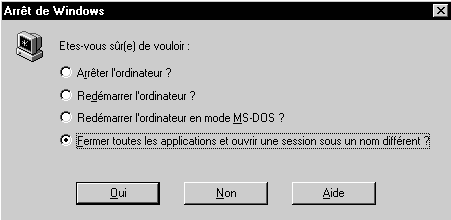 Arrêt de Windows
Etes-vous sûr(e) de vouloir :
Arrêter l'ordinateur ?
Redémarrer l'ordinateur ?
Redémarrer l'ordinateur en mode MS-DOS ?
Fermer toutes les applications et ouvrir une session sous un nom différent ?
Oui Non Aide